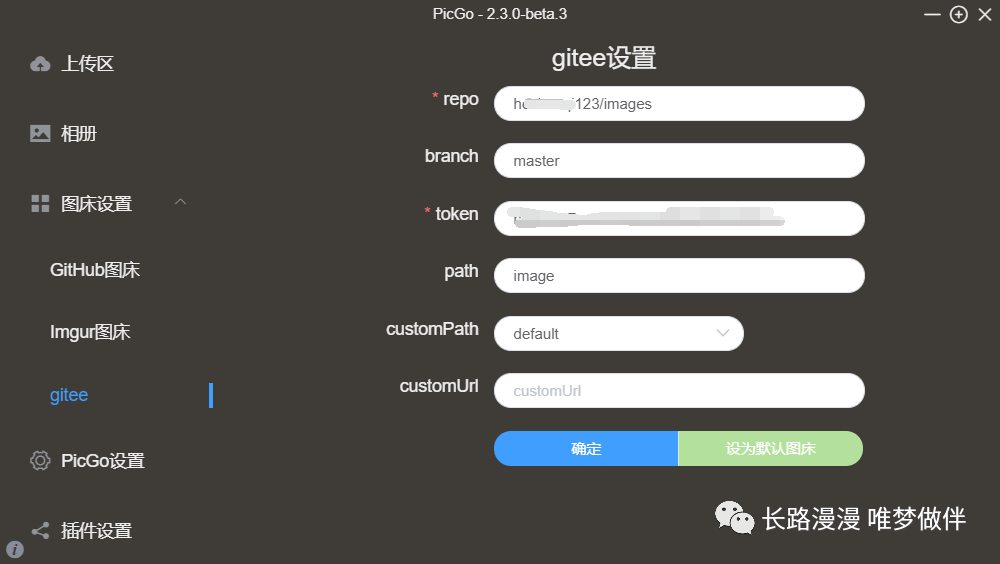 PicGo - 2.3.0-beta.3
上传区
相册
图床设置
GitHub图床
Imgur图床
gitee
PicGo设置
插件设置
gitee设置
* repo
123/images
branch
master
* token
path
image
customPath
default
customUrl
customUrl
确定
设为默认图床
长路漫漫 唯梦做伴